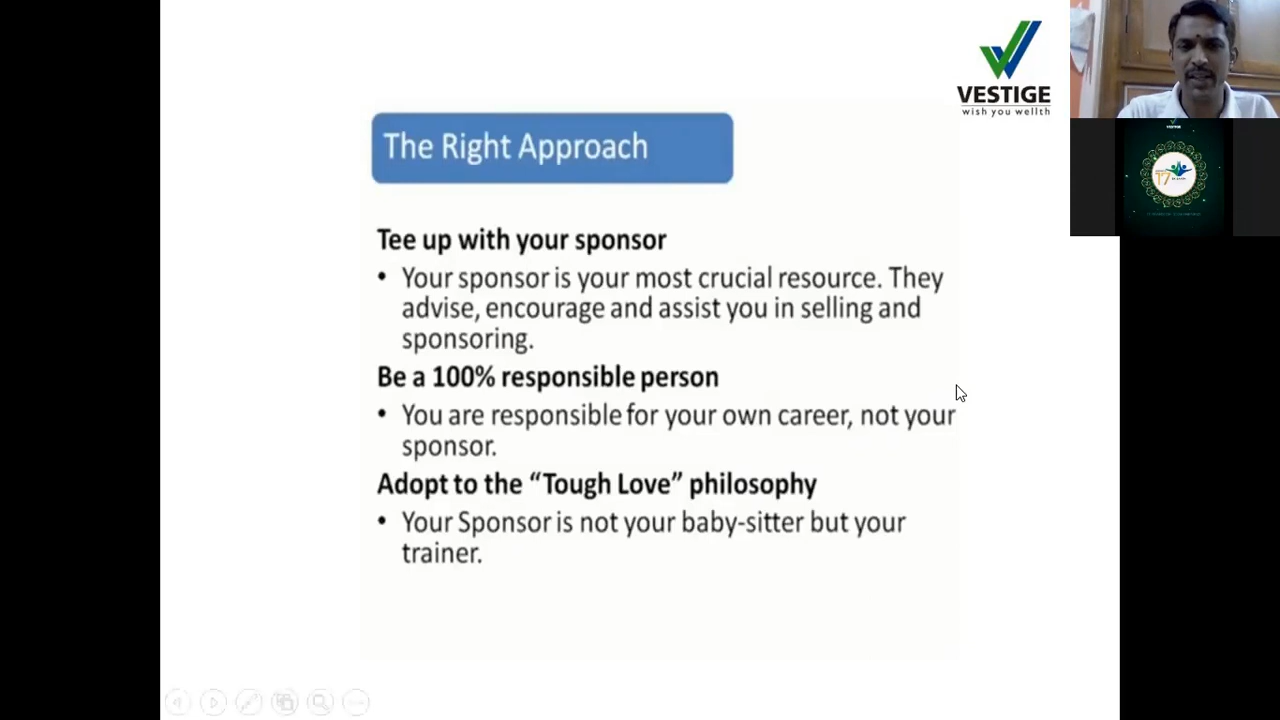 VESTIGE
wish you wellth
The Right Approach
Tee up with your sponsor
• Your sponsor is your most crucial resource. They
advise, encourage and assist you in selling and
sponsoring.
Be a 100% responsible person
• You are responsible for your own career, not your
sponsor.
Adopt to the “Tough Love” philosophy
• Your Sponsor is not your baby-sitter but your
trainer.
VESTIGE
17